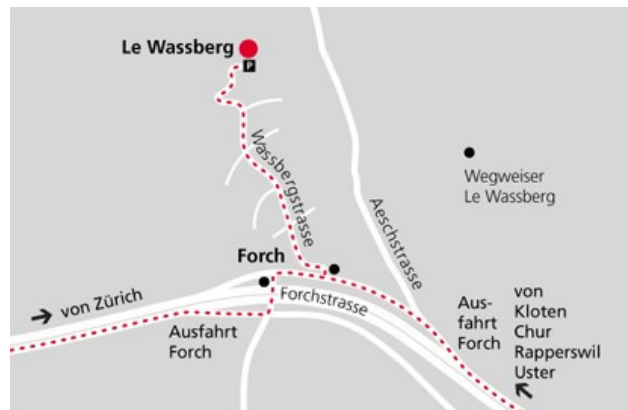 Le Wassberg
P
Wassbergstrasse
Aeschstrasse
Wegweiser
Le Wassberg
Forch
von Zürich
Forchstrasse
Ausfahrt
Forch
Aus-
fahrt
Forch
von
Kloten
Chur
Rapperswil
Uster